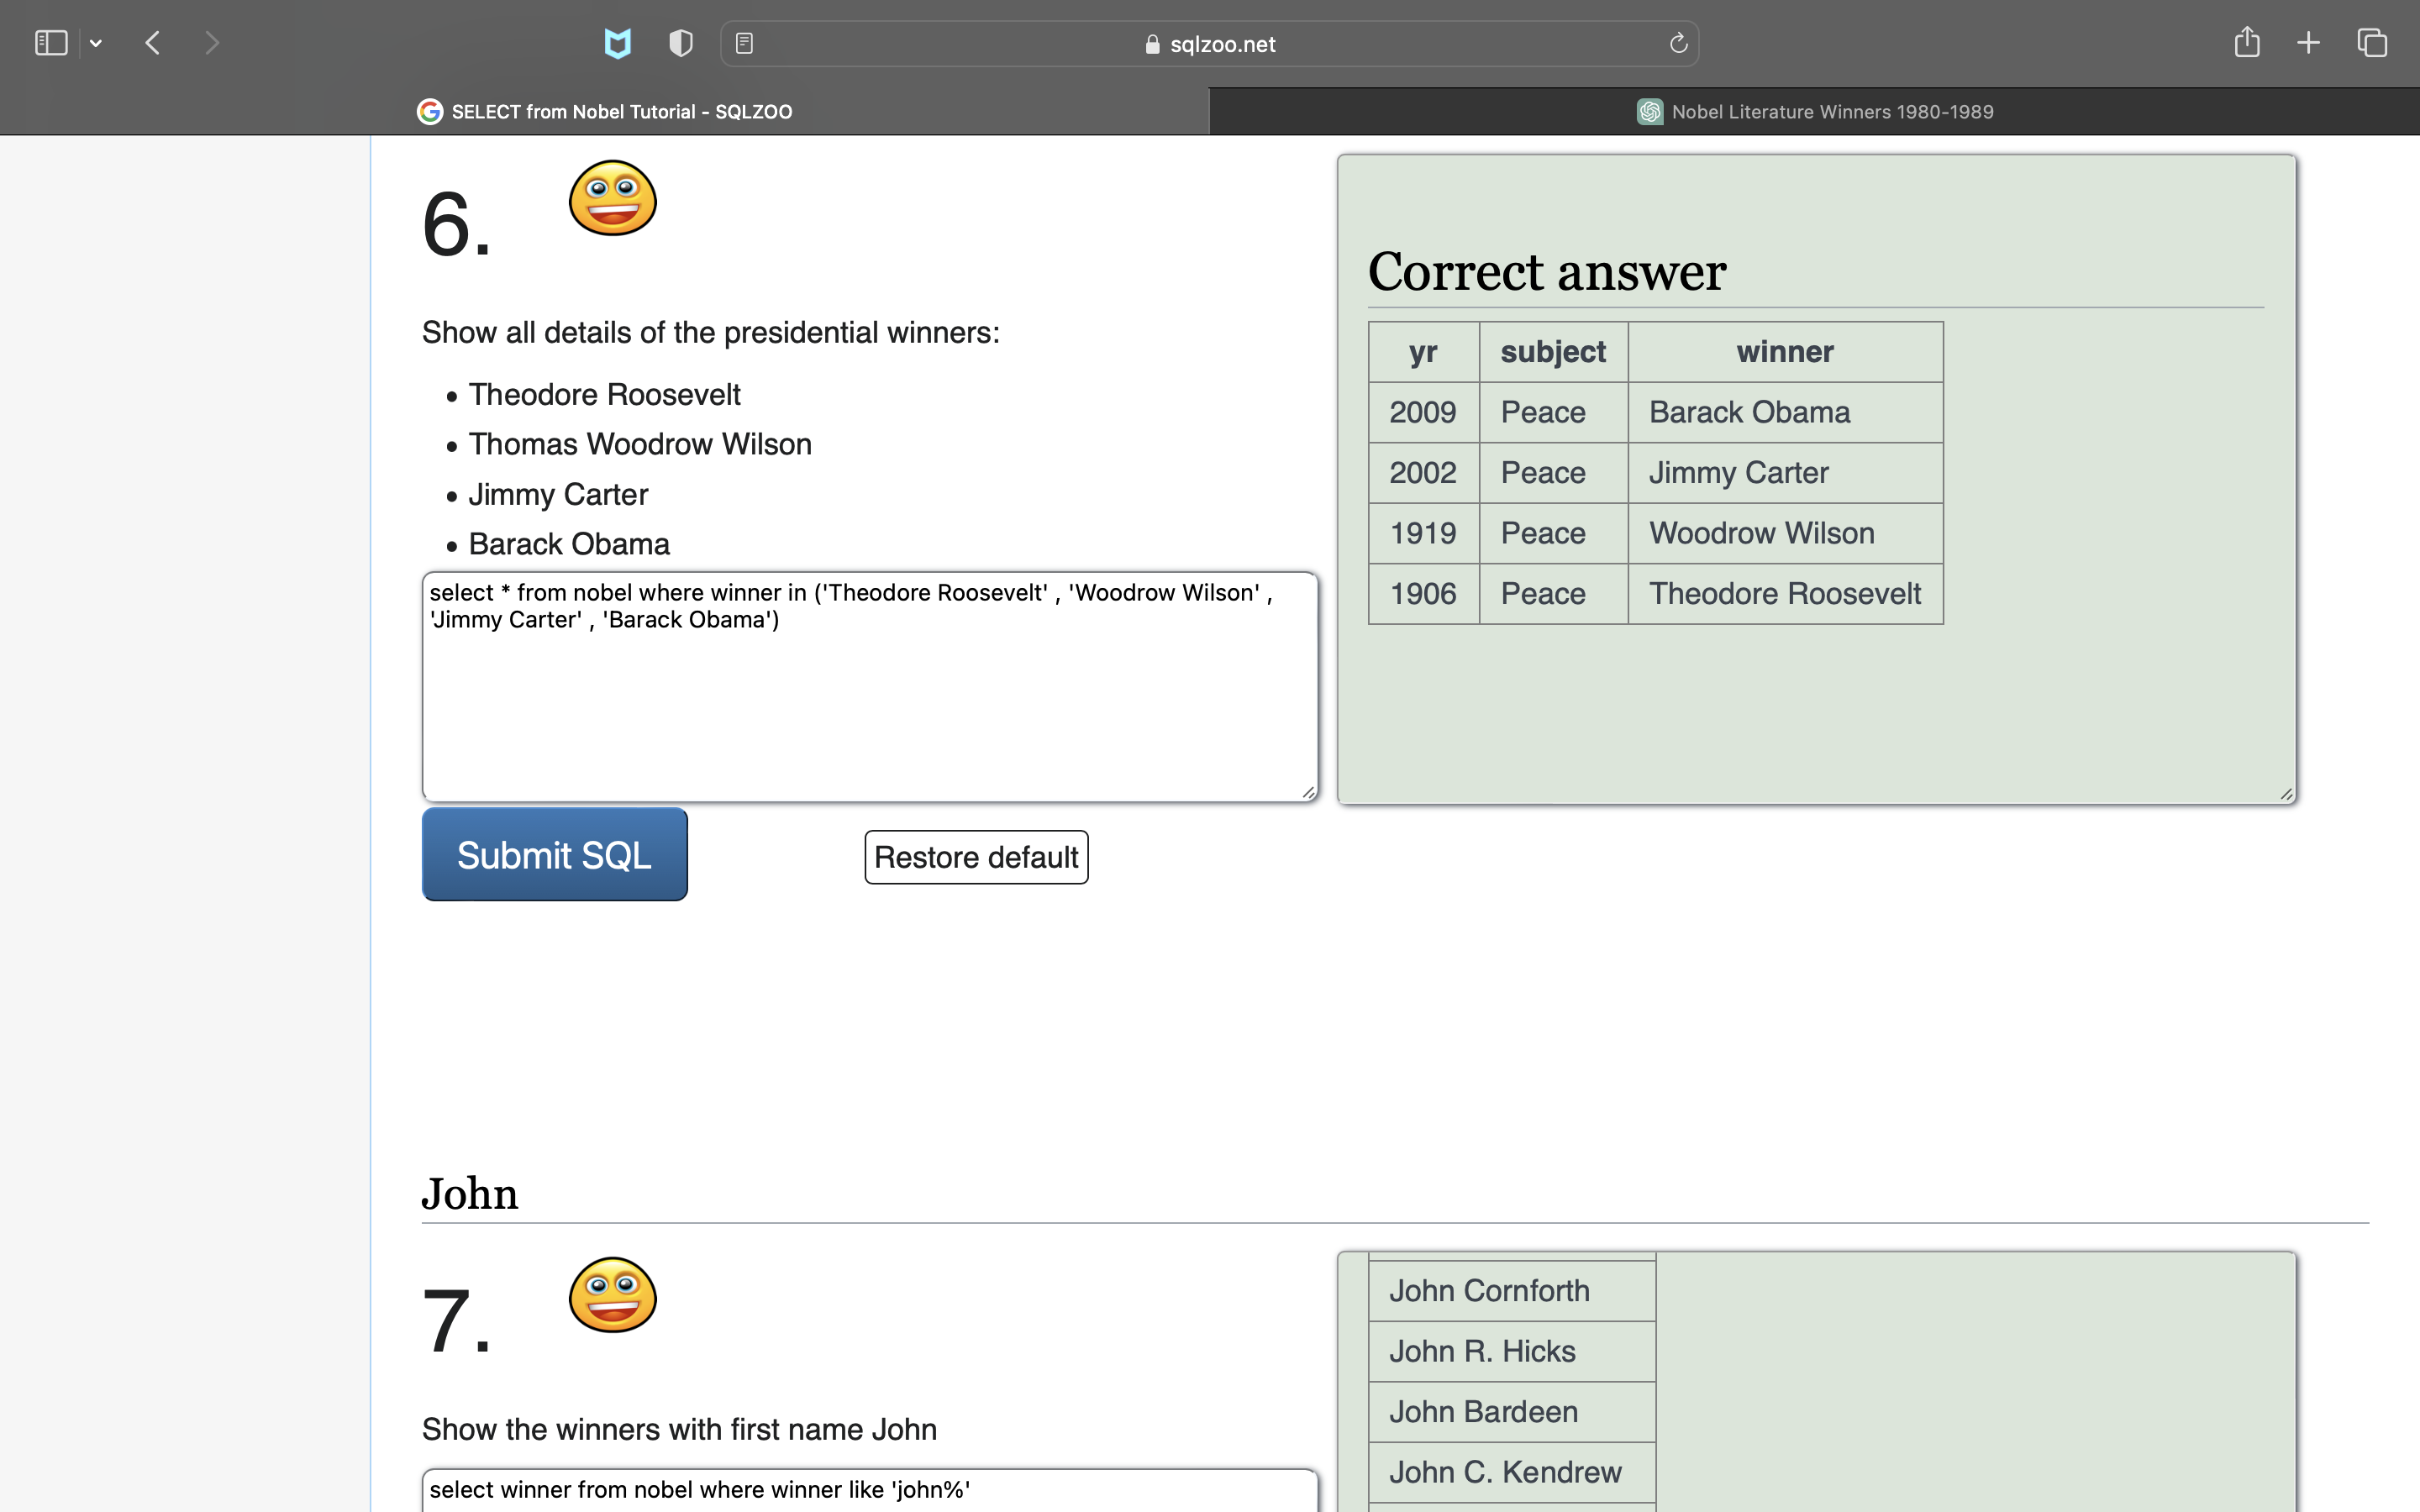 sqlzoo.net
SELECT from Nobel Tutorial - SQLZOO
Nobel Literature Winners 1980-1989
6.
Show all details of the presidential winners:
• Theodore Roosevelt
• Thomas Woodrow Wilson
• Jimmy Carter
• Barack Obama
select * from nobel where winner in ('Theodore Roosevelt' , 'Woodrow Wilson' ,
'Jimmy Carter' , 'Barack Obama')
Submit SQL
Restore default
Correct answer
yr subject winner
2009 Peace Barack Obama
2002 Peace Jimmy Carter
1919 Peace Woodrow Wilson
1906 Peace Theodore Roosevelt
John
7.
Show the winners with first name John
select winner from nobel where winner like 'john%'
John Cornforth
John R. Hicks
John Bardeen
John C. Kendrew